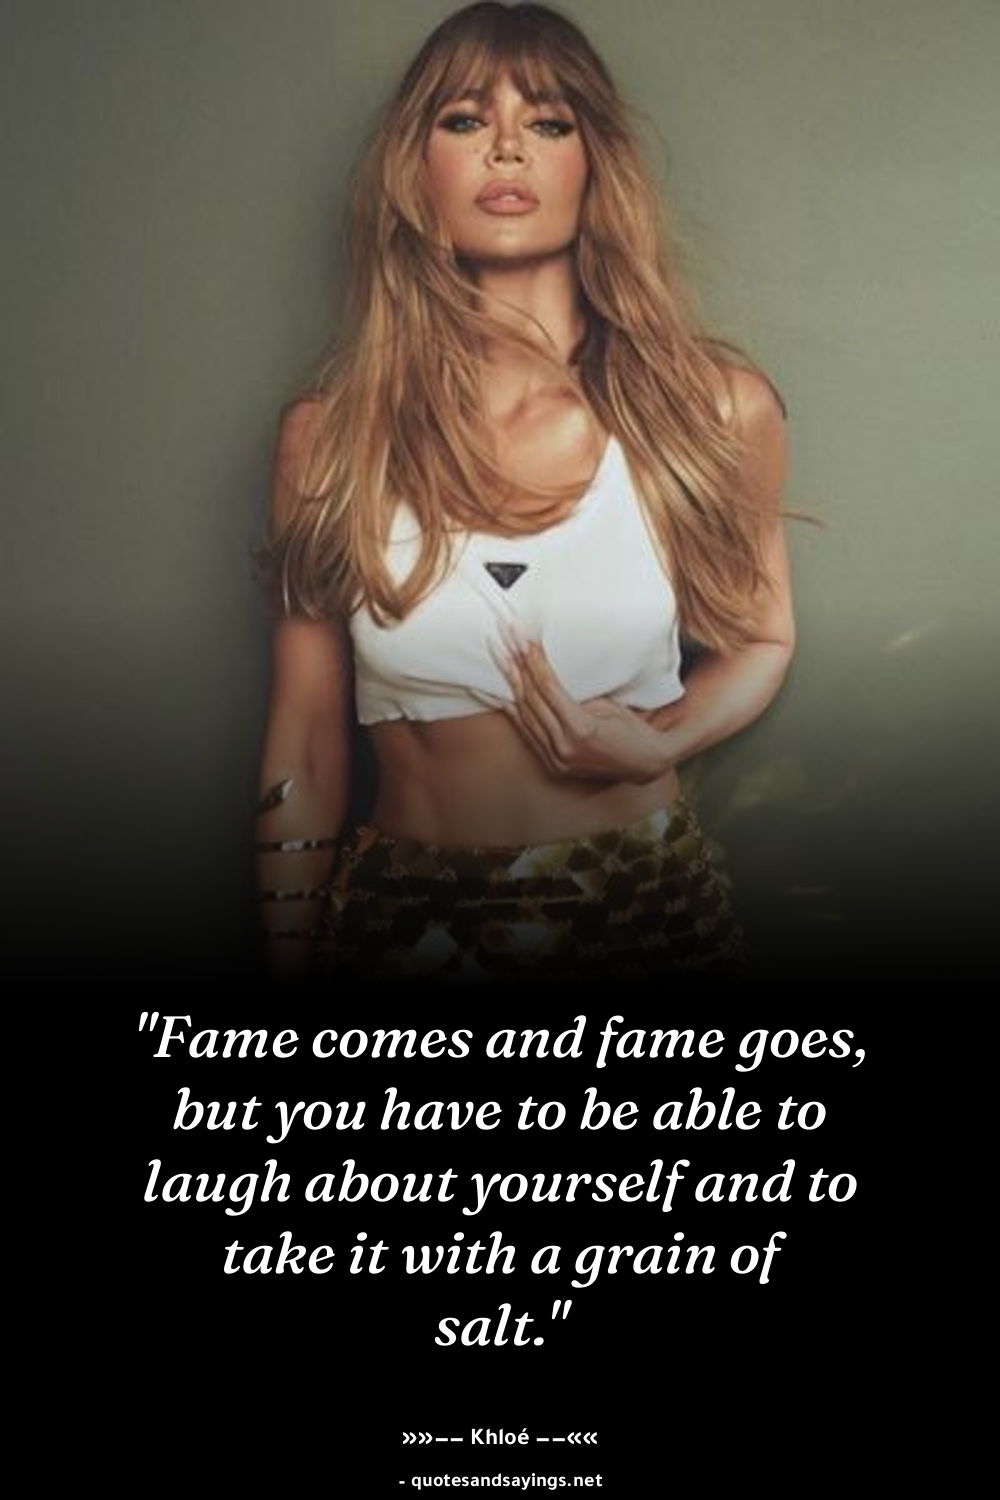 "Fame comes and fame goes,
but you have to be able to
laugh about yourself and to
take it with a grain of
salt."
»»−− Khloé −−««
- quotesandsayings.net